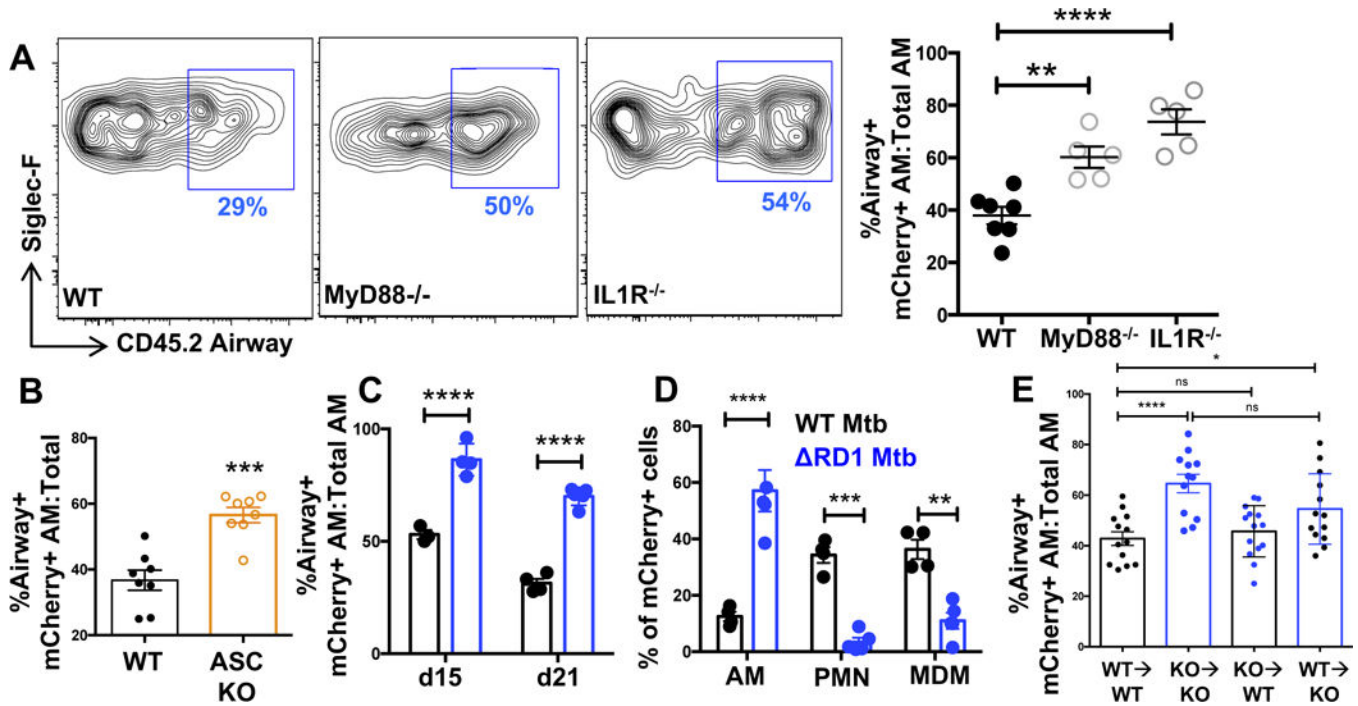 A
Siglec-F
CD45.2 Airway
WT
29%
MyD88-/-
50%
IL1R-/-
54%
%Airway+
mCherry+ AM:Total AM
100
80
60
40
20
0
****
**
WT
MyD88-/-
IL1R-/-
B
%Airway+
mCherry+ AM:Total
80
60
40
20
***
WT
ASC
KO
C
%Airway+
mCherry+ AM:Total AM
100
50
0
****
****
d15
d21
D
% of mCherry+ cells
80
60
40
20
0
****
***
**
WT Mtb
ΔRD1 Mtb
AM
PMN
MDM
E
%Airway+
mCherry+ AM:Total AM
100
80
60
40
20
0
*
ns
****
ns
WT→
WT
KO→
KO
KO→
WT
WT→
KO